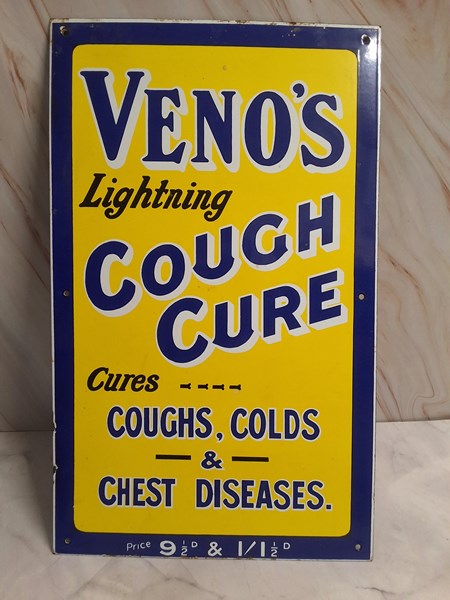 VENO'S
Lightning
COUGH
CURE
Cures
COUGHS, COLDS
&
CHEST DISEASES.
Price 9½D & 1/1½D